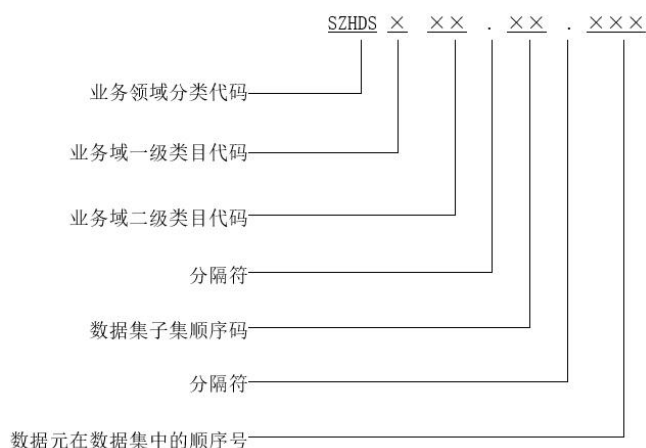 SZHDS × ×× . ×× . ×××
业务领域分类代码
业务域一级类目代码
业务域二级类目代码
分隔符
数据集子集顺序码
分隔符
数据元在数据集中的顺序号